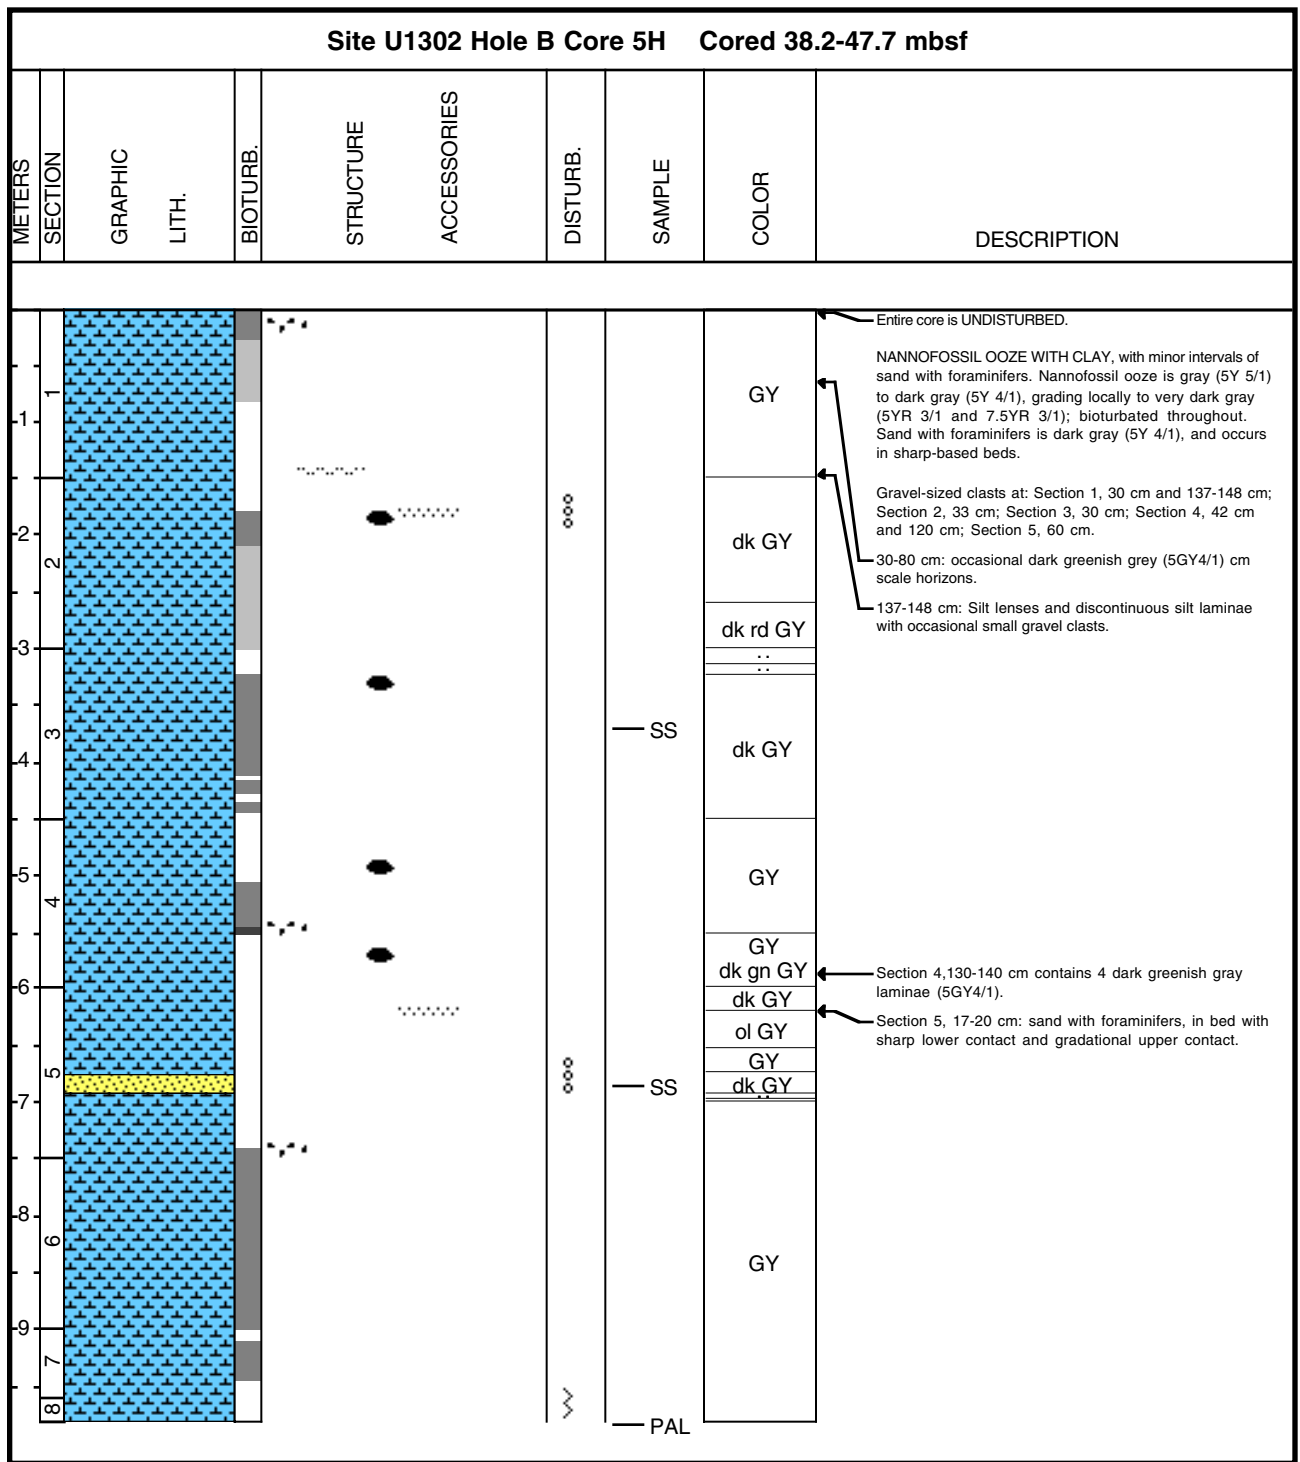 Site U1302 Hole B Core 5H Cored 38.2-47.7 mbsf
METERS
SECTION
GRAPHIC
LITH.
BIOTURB.
STRUCTURE
ACCESSORIES
DISTURB.
SAMPLE
COLOR
DESCRIPTION
1
2
3
4
5
6
7
8
9
1
2
3
4
5
6
7
8
SS
SS
PAL
GY
dk GY
dk rd GY
dk GY
GY
GY
dk gn GY
dk GY
ol GY
GY
dk GY
GY
Entire core is UNDISTURBED.
NANNOFOSSIL OOZE WITH CLAY, with minor intervals of
sand with foraminifers. Nannofossil ooze is gray (5Y 5/1)
to dark gray (5Y 4/1), grading locally to very dark gray
(5YR 3/1 and 7.5YR 3/1); bioturbated throughout.
Sand with foraminifers is dark gray (5Y 4/1), and occurs
in sharp-based beds.
Gravel-sized clasts at: Section 1, 30 cm and 137-148 cm;
Section 2, 33 cm; Section 3, 30 cm; Section 4, 42 cm
and 120 cm; Section 5, 60 cm.
30-80 cm: occasional dark greenish grey (5GY4/1) cm
scale horizons.
137-148 cm: Silt lenses and discontinuous silt laminae
with occasional small gravel clasts.
Section 4,130-140 cm contains 4 dark greenish gray
laminae (5GY4/1).
Section 5, 17-20 cm: sand with foraminifers, in bed with
sharp lower contact and gradational upper contact.